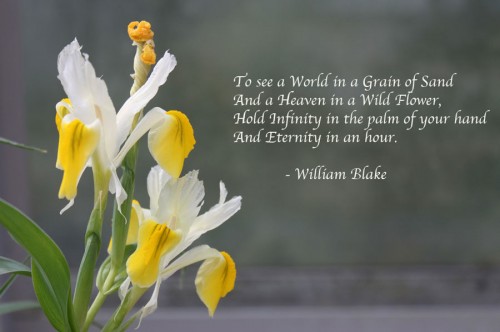 To see a World in a Grain of Sand
And a Heaven in a Wild Flower,
Hold Infinity in the palm of your hand
And Eternity in an hour.
- William Blake